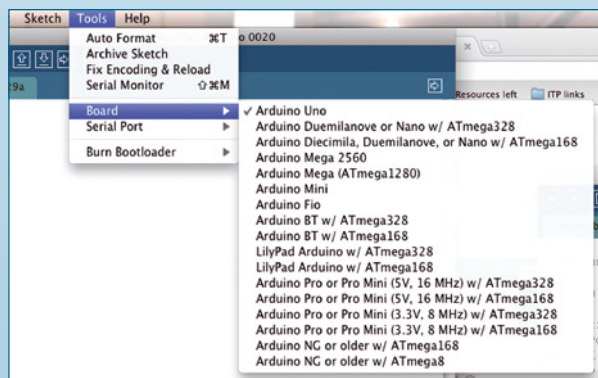 Sketch Tools Help
o 0020
Auto Format ⌘T
Archive Sketch
Fix Encoding & Reload
Serial Monitor ⇧⌘M
Board
Serial Port
Burn Bootloader
29a
Resources left ITP links
✓ Arduino Uno
Arduino Duemilanove or Nano w/ ATmega328
Arduino Diecimila, Duemilanove, or Nano w/ ATmega168
Arduino Mega 2560
Arduino Mega (ATmega1280)
Arduino Mini
Arduino Fio
Arduino BT w/ ATmega328
Arduino BT w/ ATmega168
LilyPad Arduino w/ ATmega328
LilyPad Arduino w/ ATmega168
Arduino Pro or Pro Mini (5V, 16 MHz) w/ ATmega328
Arduino Pro or Pro Mini (5V, 16 MHz) w/ ATmega168
Arduino Pro or Pro Mini (3.3V, 8 MHz) w/ ATmega328
Arduino Pro or Pro Mini (3.3V, 8 MHz) w/ ATmega168
Arduino NG or older w/ ATmega168
Arduino NG or older w/ ATmega8